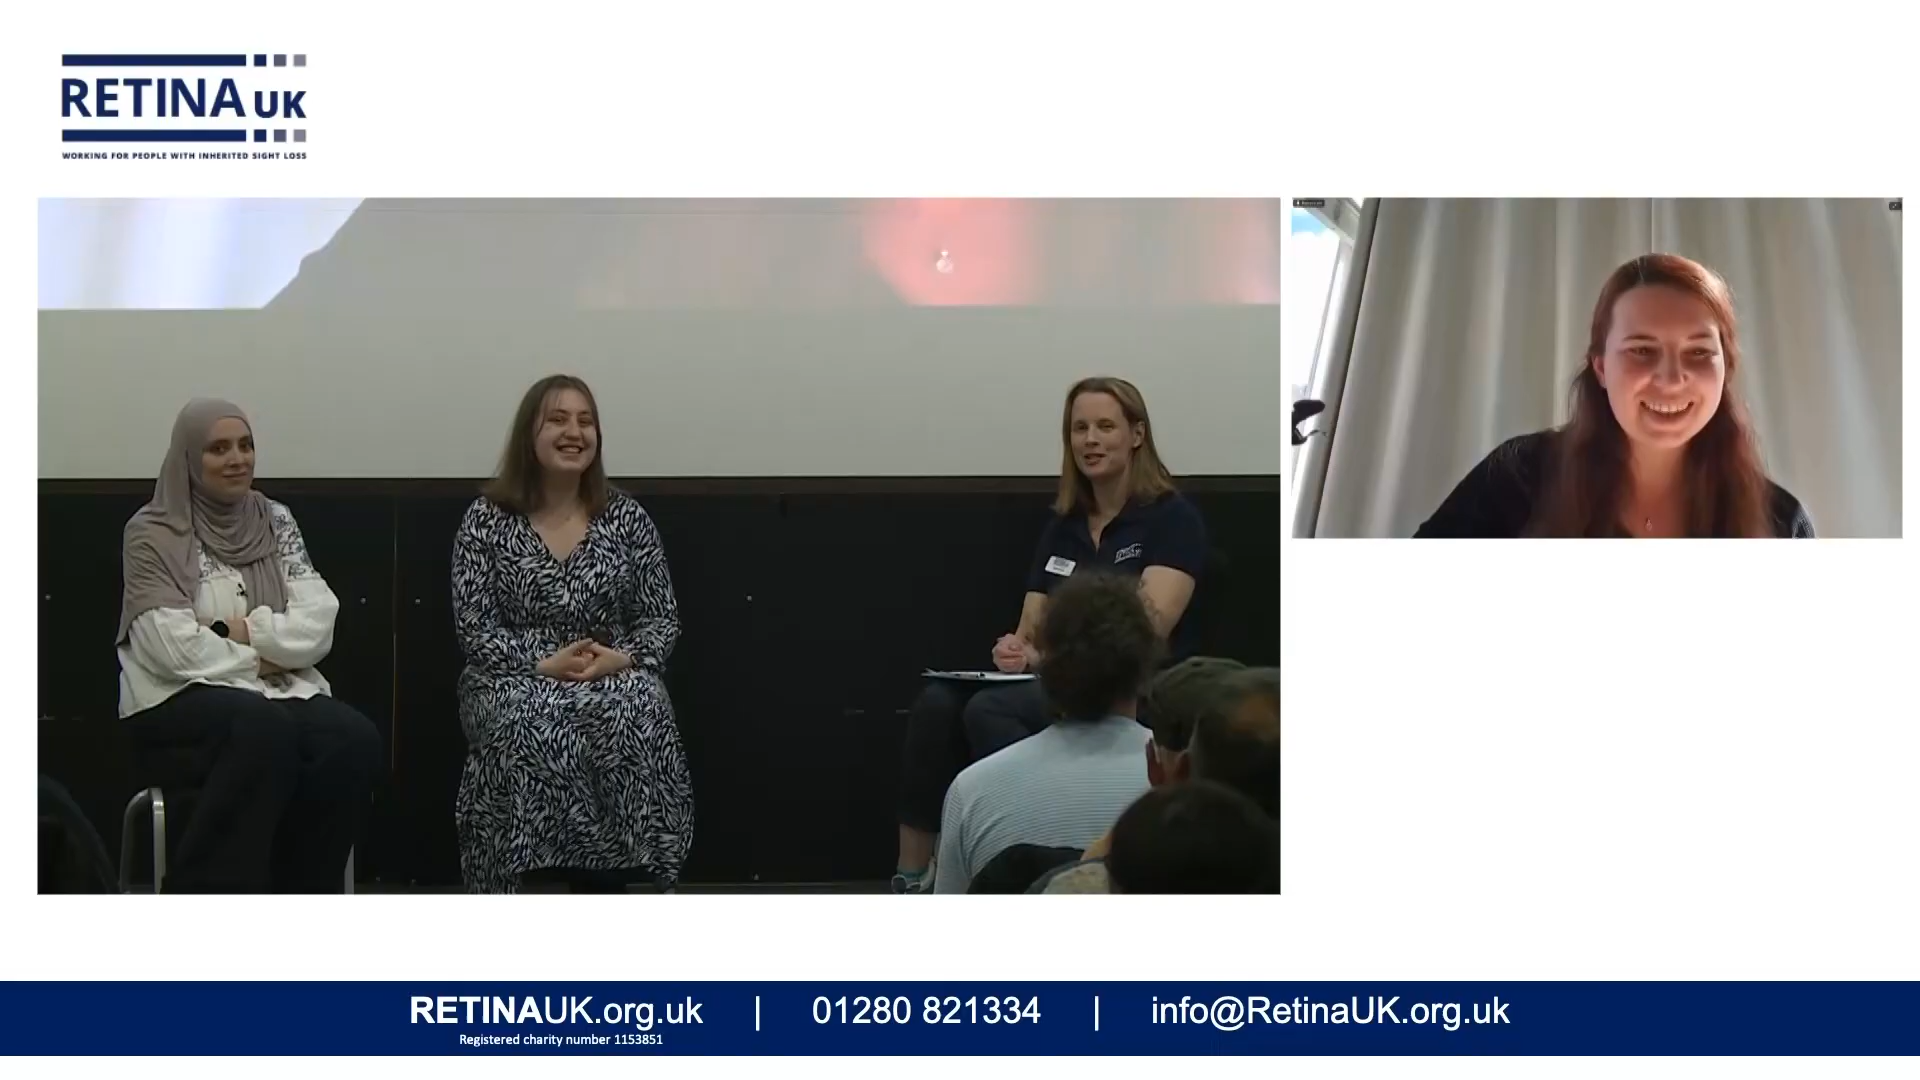 RETINA UK
WORKING FOR PEOPLE WITH INHERITED SIGHT LOSS
RETINAUK.org.uk | 01280 821334 | info@RetinaUK.org.uk
Registered charity number 1153851